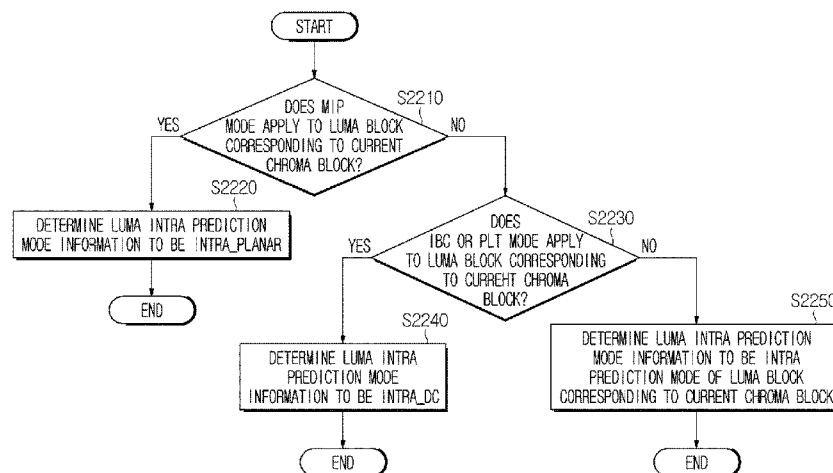 START
S2210
DOES MIP
MODE APPLY TO LUMA BLOCK
CORRESPONDING TO CURRENT
CHROMA BLOCK?
YES
NO
S2220
DETERMINE LUMA INTRA PREDICTION
MODE INFORMATION TO BE INTRA_PLANAR
END
S2230
DOES
IBC OR PLT MODE APPLY
TO LUMA BLOCK CORRESPONDING
TO CURREHT CHROMA
BLOCK?
YES
NO
S2240
DETERMINE LUMA INTRA
PREDICTION MODE
INFORMATION TO BE INTRA_DC
END
S2250
DETERMINE LUMA INTRA PREDICTION
MODE INFORMATION TO BE INTRA
PREDICTION MODE OF LUMA BLOCK
CORRESPONDING TO CURRENT CHROMA BLOCK
END